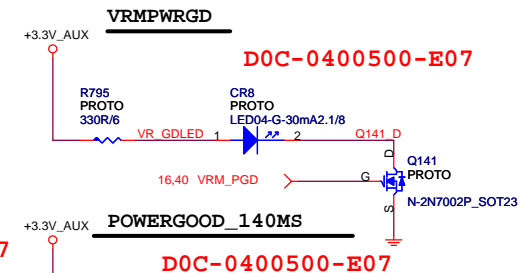 VRMPWRGD
+3.3V_AUX
D0C-0400500-E07
R795
PROTO
330R/6
CR8
PROTO
LED04-G-30mA2.1/8
VR_GDLED
1
2
Q141_D
D
Q141
PROTO
G
16,40 VRM_PGD
S
N-2N7002P_SOT23
+3.3V_AUX
POWERGOOD_140MS
7
D0C-0400500-E07